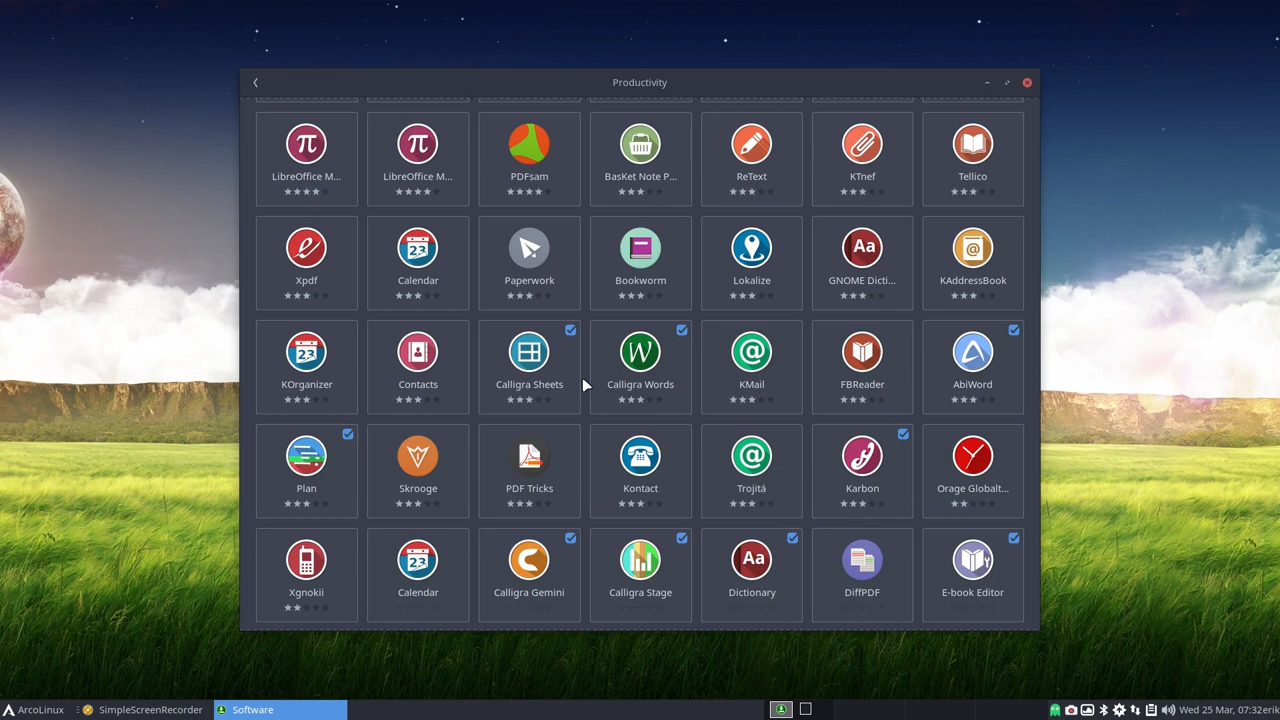 Productivity
LibreOffice M...
LibreOffice M...
PDFsam
BasKet Note P...
ReText
KTnef
Tellico
Xpdf
Calendar
Paperwork
Bookworm
Lokalize
GNOME Dicti...
KAddressBook
KOrganizer
Contacts
Calligra Sheets
Calligra Words
KMail
FBReader
AbiWord
Plan
Skrooge
PDF Tricks
Kontact
Trojitá
Karbon
Orage Globalt...
Xgnokii
Calendar
Calligra Gemini
Calligra Stage
Dictionary
DiffPDF
E-book Editor
ArcoLinux
SimpleScreenRecorder
Software
Wed 25 Mar, 07:32 erik